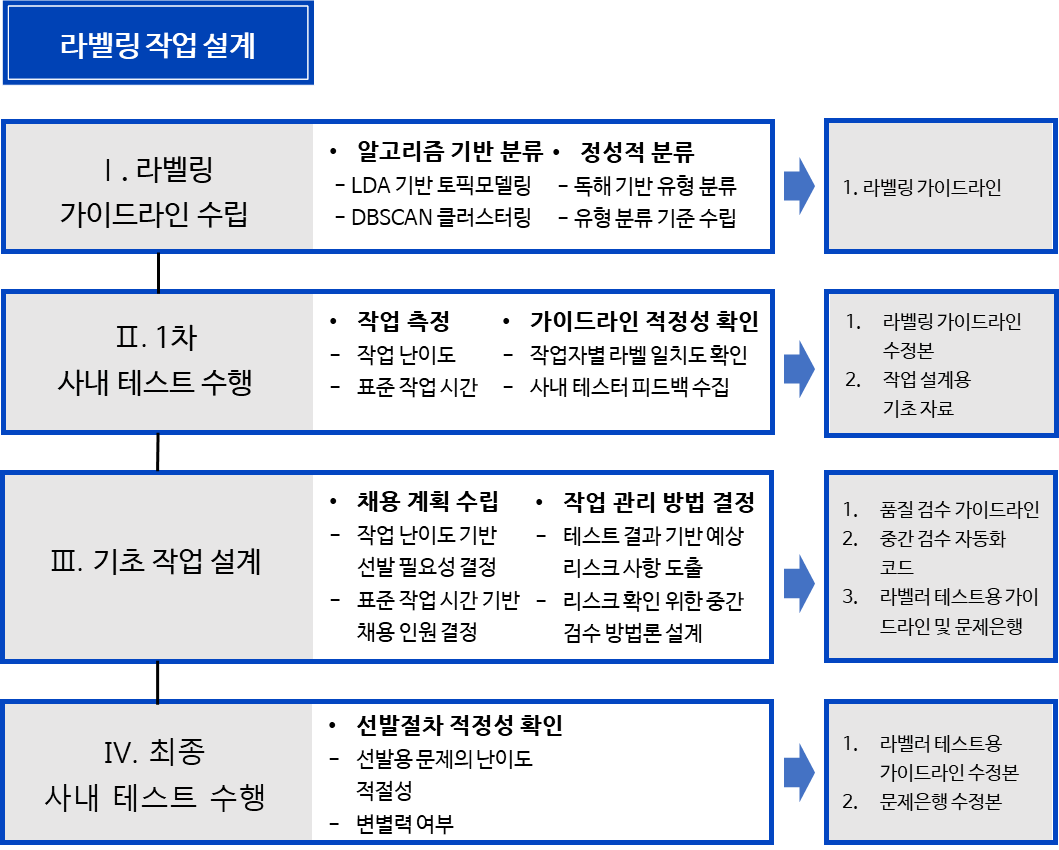 라벨링 작업 설계
Ⅰ. 라벨링
가이드라인 수립
• 알고리즘 기반 분류
- LDA 기반 토픽모델링
- DBSCAN 클러스터링
• 정성적 분류
- 독해 기반 유형 분류
- 유형 분류 기준 수립
1. 라벨링 가이드라인
Ⅱ. 1차
사내 테스트 수행
• 작업 측정
- 작업 난이도
- 표준 작업 시간
• 가이드라인 적정성 확인
- 작업자별 라벨 일치도 확인
- 사내 테스터 피드백 수집
1. 라벨링 가이드라인
수정본
2. 작업 설계용
기초 자료
Ⅲ. 기초 작업 설계
• 채용 계획 수립
- 작업 난이도 기반
선발 필요성 결정
- 표준 작업 시간 기반
채용 인원 결정
• 작업 관리 방법 결정
- 테스트 결과 기반 예상
리스크 사항 도출
- 리스크 확인 위한 중간
검수 방법론 설계
1. 품질 검수 가이드라인
2. 중간 검수 자동화
코드
3. 라벨러 테스트용 가이
드라인 및 문제은행
Ⅳ. 최종
사내 테스트 수행
• 선발절차 적정성 확인
- 선발용 문제의 난이도
적절성
- 변별력 여부
1. 라벨러 테스트용
가이드라인 수정본
2. 문제은행 수정본